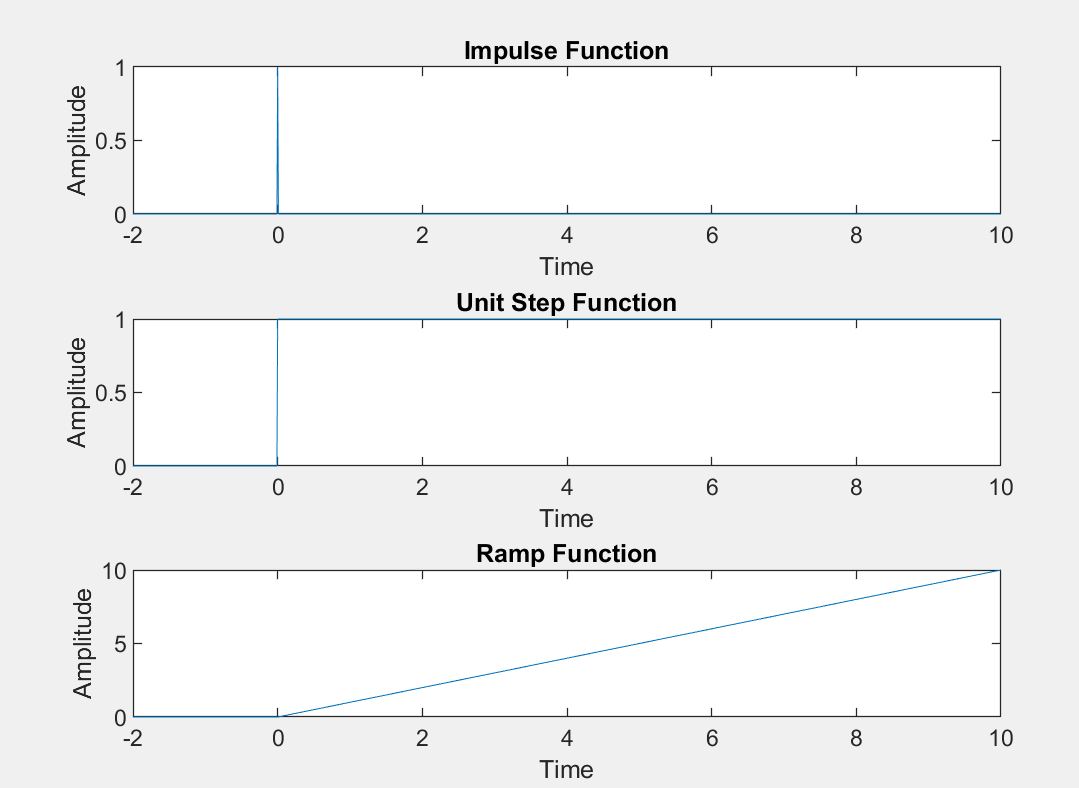 Impulse Function
1
0.5
0
Amplitude
-2 0 2 4 6 8 10
Time
Unit Step Function
1
0.5
0
Amplitude
-2 0 2 4 6 8 10
Time
Ramp Function
10
5
0
Amplitude
-2 0 2 4 6 8 10
Time